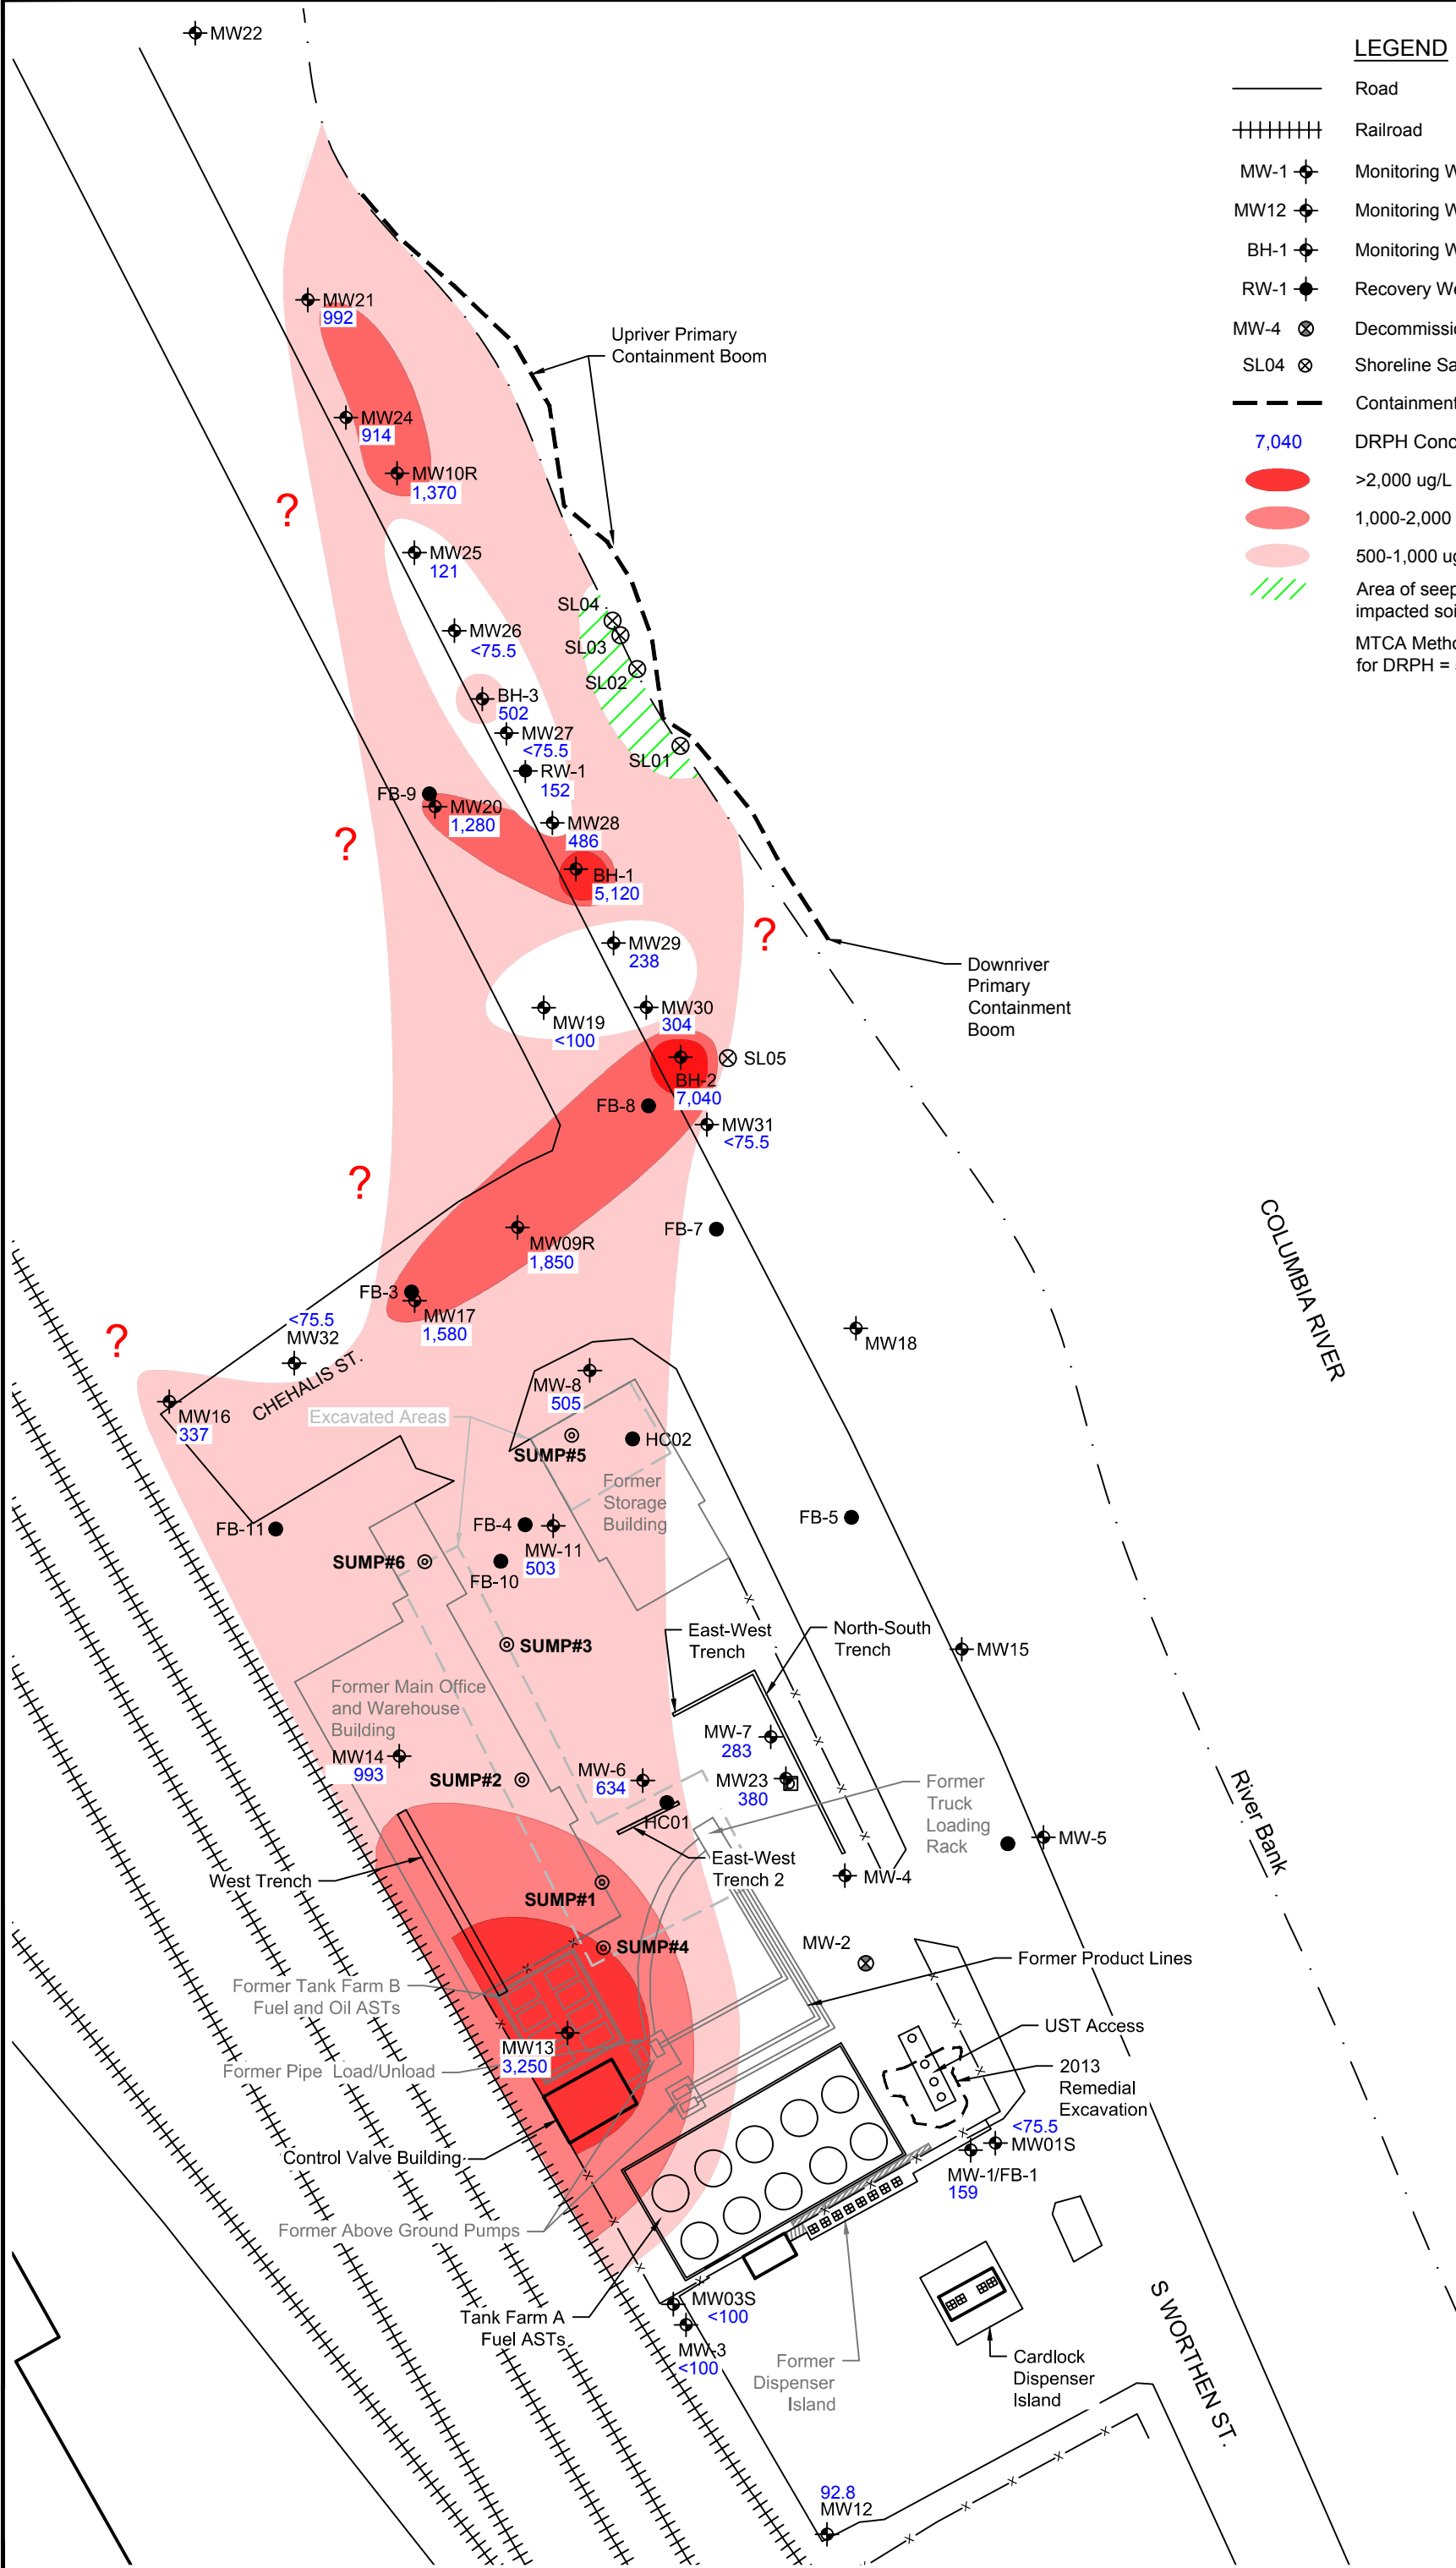 LEGEND
Road
Railroad
MW-1
Monitoring W
MW12
Monitoring W
BH-1
Monitoring W
RW-1
Recovery We
MW-4
Decommissi
SL04
Shoreline Sa
Containment
7,040
DRPH Conc
>2,000 ug/L
1,000-2,000
500-1,000 ug
Area of seep
impacted soi
MTCA Metho
for DRPH =
MW22
MW21
992
Upriver Primary
Containment Boom
MW24
914
MW10R
1,370
?
MW25
121
SL04
MW26
<75.5
SL03
SL02
BH-3
502
MW27
<75.5
SL01
RW-1
152
FB-9
MW20
1,280
MW28
486
?
BH-1
5,120
?
MW29
238
Downriver
Primary
Containment
Boom
MW30
304
MW19
<100
SL05
BH-2
7,040
FB-8
MW31
<75.5
?
FB-7
MW09R
1,850
COLUMBIA RIVER
FB-3
MW17
1,580
<75.5
MW32
?
MW18
CHEHALIS ST.
MW-8
505
MW16
337
Excavated Areas
SUMP#5
HC02
Former
Storage
Building
FB-11
FB-4
MW-11
503
FB-5
SUMP#6
FB-10
East-West
Trench
North-South
Trench
SUMP#3
MW15
Former Main Office
and Warehouse
Building
MW-7
283
MW14
993
SUMP#2
MW-6
634
MW23
380
Former
Truck
Loading
Rack
River Bank
HC01
MW-5
East-West
Trench 2
MW-4
West Trench
SUMP#1
MW-2
SUMP#4
Former Product Lines
Former Tank Farm B
Fuel and Oil ASTs
UST Access
MW13
3,250
Former Pipe Load/Unload
2013
Remedial
Excavation
<75.5
MW01S
Control Valve Building
MW-1/FB-1
159
Former Above Ground Pumps
MW03S
<100
Tank Farm A
Fuel ASTs
MW-3
<100
Former
Dispenser
Island
Cardlock
Dispenser
Island
S WORTHEN ST.
92.8
MW12